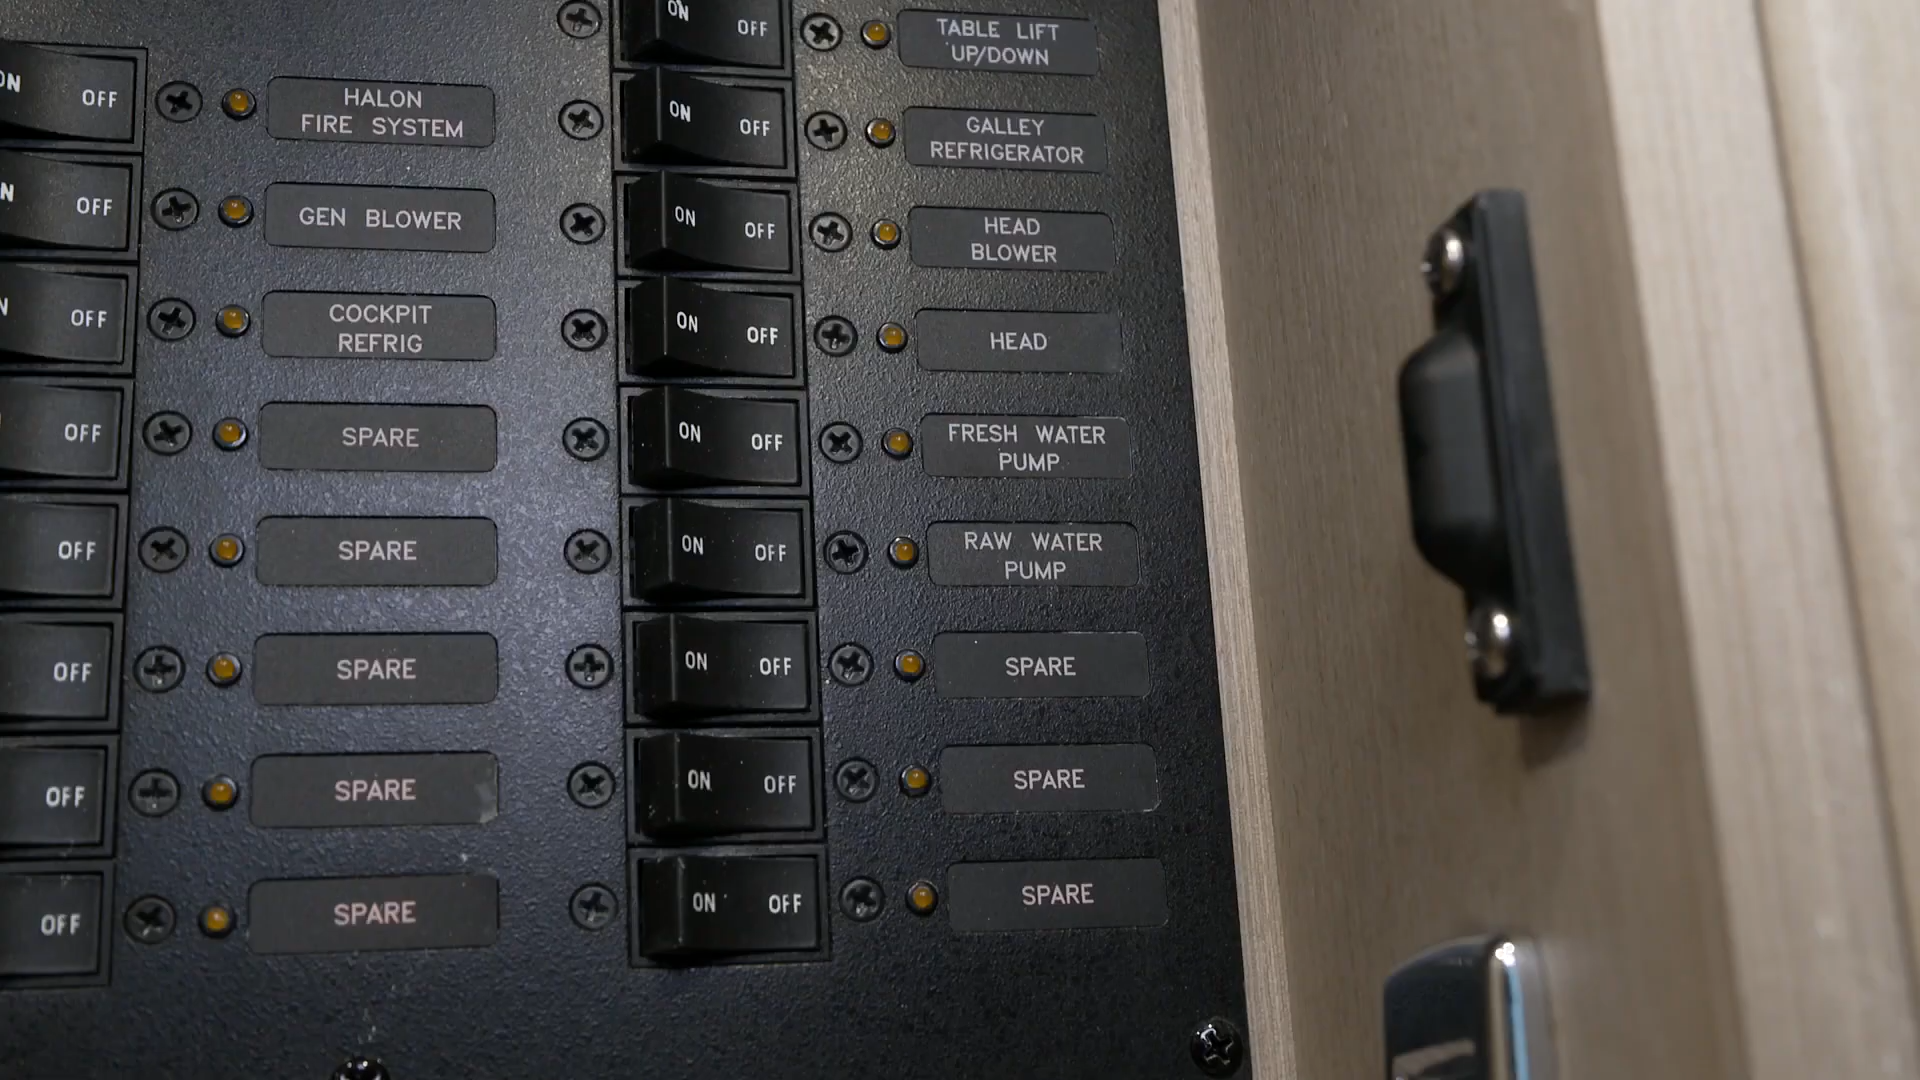 ON OFF TABLE LIFT
UP/DOWN
ON OFF HALON
FIRE SYSTEM
ON OFF GALLEY
REFRIGERATOR
N OFF GEN BLOWER
ON OFF HEAD
BLOWER
N OFF COCKPIT
REFRIG
ON OFF HEAD
OFF SPARE
ON OFF FRESH WATER
PUMP
OFF SPARE
ON OFF RAW WATER
PUMP
OFF SPARE
ON OFF SPARE
OFF SPARE
ON OFF SPARE
OFF SPARE
ON OFF SPARE